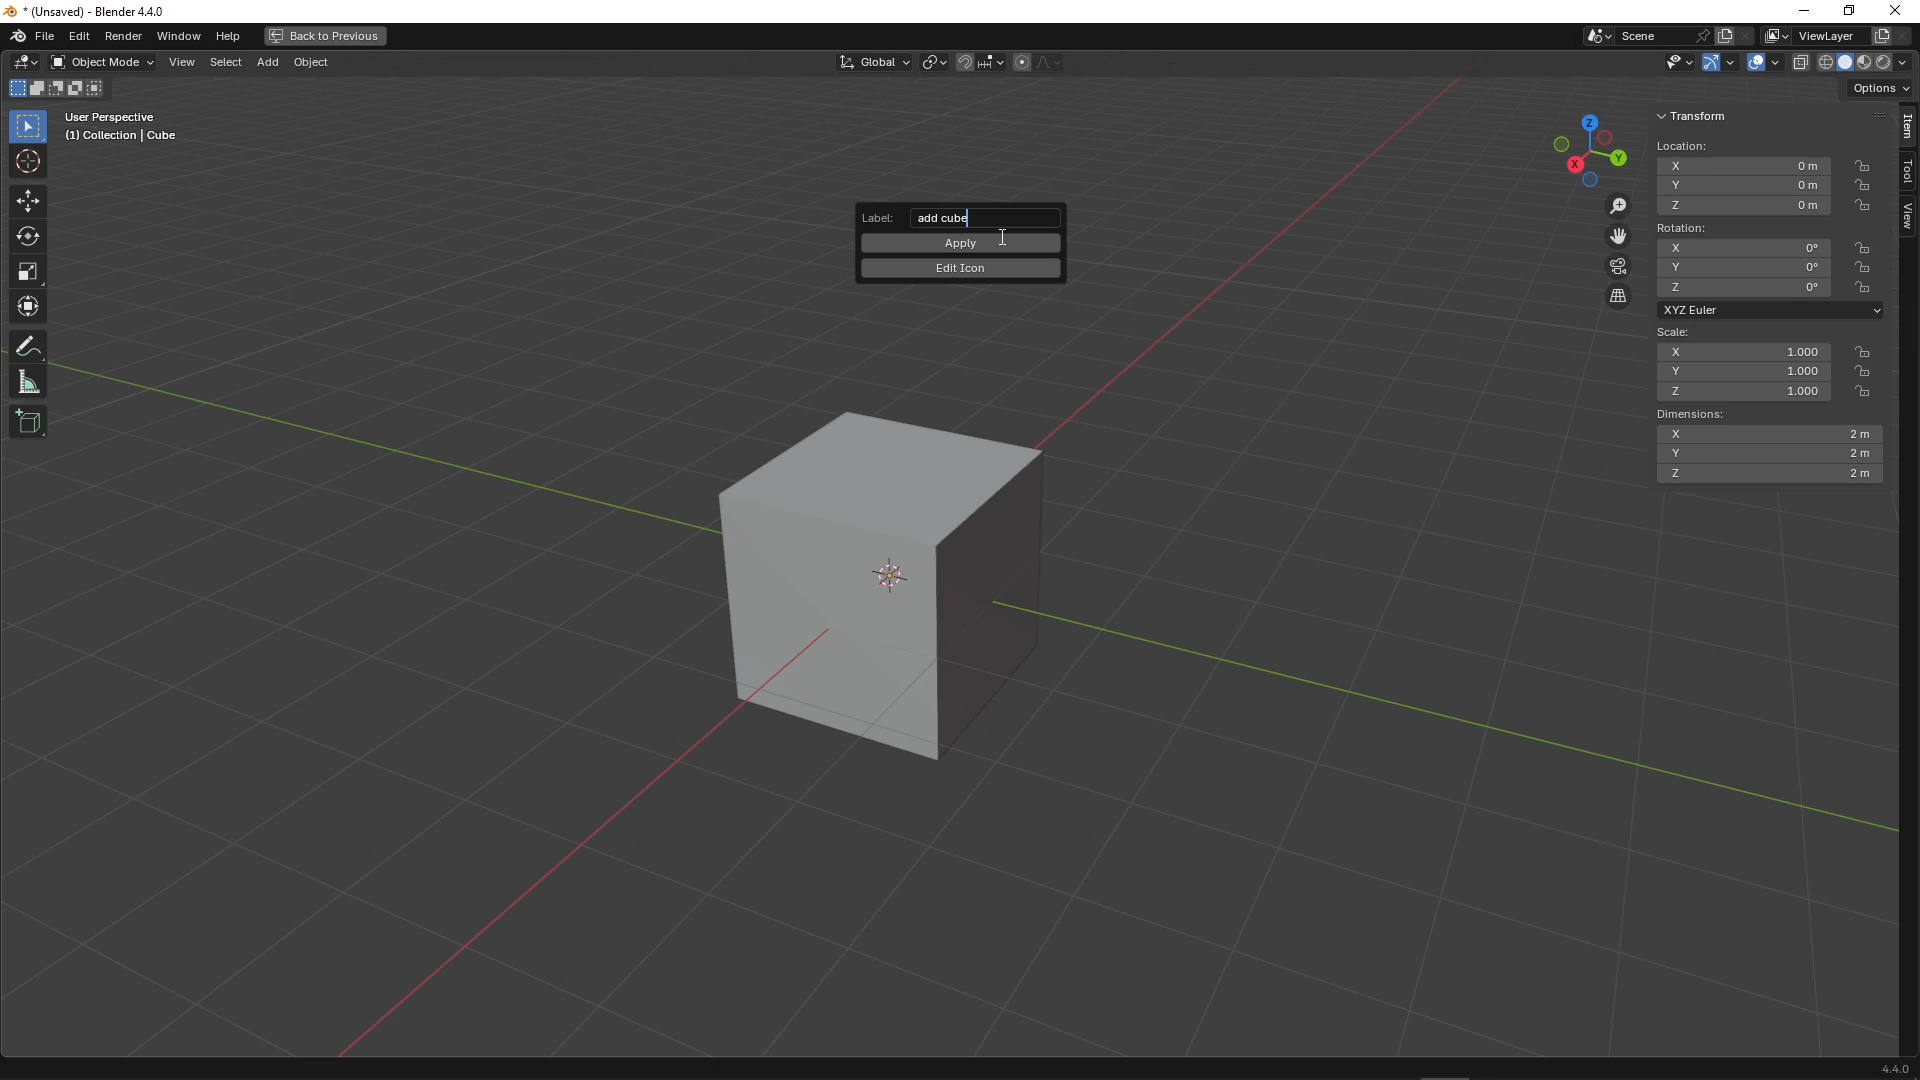 * (Unsaved) - Blender 4.4.0
File Edit Render Window Help Back to Previous Scene ViewLayer
Object Mode View Select Add Object Global
Options
User Perspective
(1) Collection | Cube
Label: add cube
Apply
Edit Icon
Z
Y
X
Transform
Location:
X 0 m
Y 0 m
Z 0 m
Rotation:
X 0°
Y 0°
Z 0°
XYZ Euler
Scale:
X 1.000
Y 1.000
Z 1.000
Dimensions:
X 2 m
Y 2 m
Z 2 m
Item
Tool
View
4.4.0